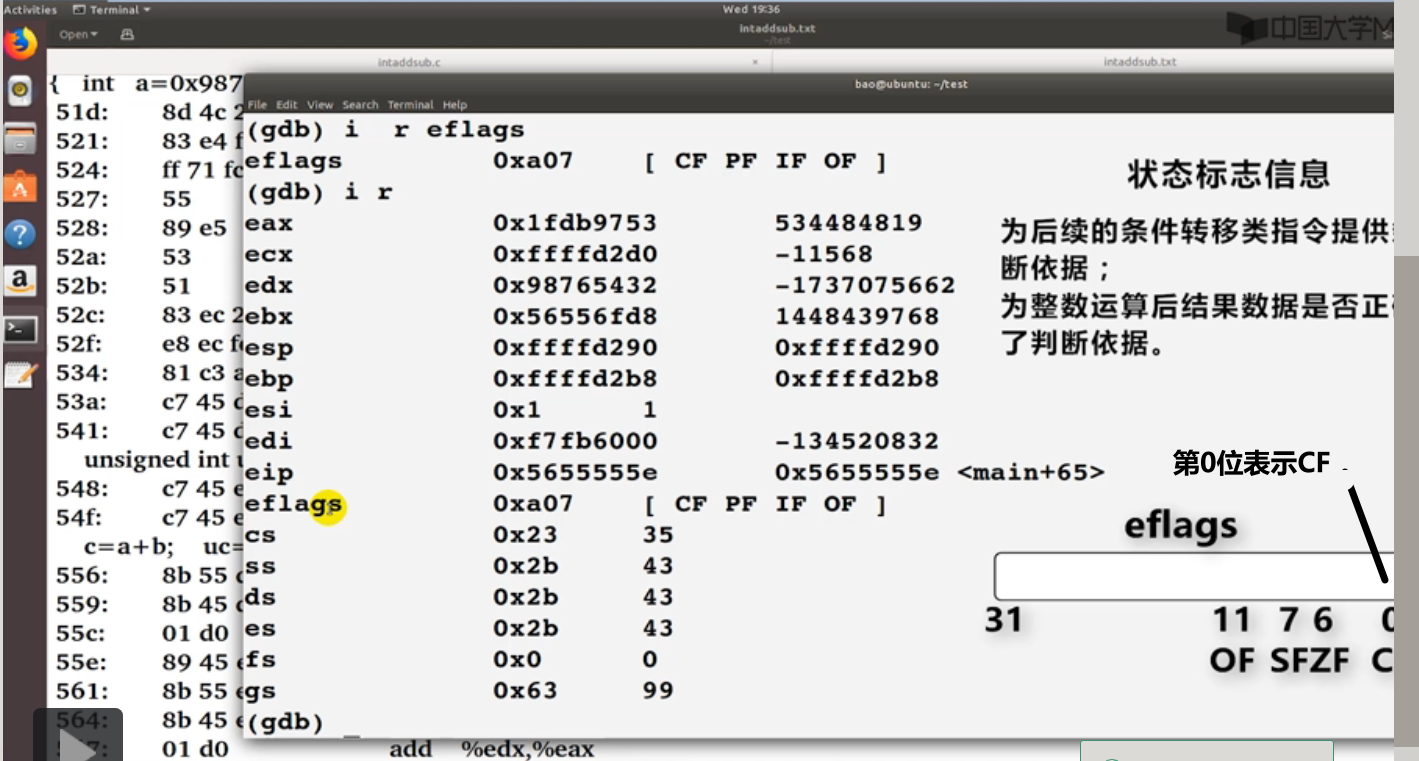 Activities Terminal Wed 19:36
Open intaddsub.txt
~/test
中国大学M
intaddsub.c × intaddsub.txt
{ int a=0x987
bao@ubuntu: ~/test
File Edit View Search Terminal Help
51d: 8d 4c 2
521: 83 e4 f
524: ff 71 fc
527: 55
528: 89 e5
52a: 53
52b: 51
52c: 83 ec 2
52f: e8 ec f
534: 81 c3 a
53a: c7 45 d
541: c7 45 d
unsigned int u
548: c7 45 e
54f: c7 45 e
c=a+b; uc=
556: 8b 55 d
559: 8b 45 d
55c: 01 d0
55e: 89 45 e
561: 8b 55 e
564: 8b 45 e
01 d0 add %edx,%eax
(gdb) i r eflags
eflags 0xa07 [ CF PF IF OF ]
(gdb) i r
eax 0x1fdb9753 534484819
ecx 0xffffd2d0 -11568
edx 0x98765432 -1737075662
ebx 0x56556fd8 1448439768
esp 0xffffd290 0xffffd290
ebp 0xffffd2b8 0xffffd2b8
esi 0x1 1
edi 0xf7fb6000 -134520832
eip 0x5655555e 0x5655555e <main+65>
eflags 0xa07 [ CF PF IF OF ]
cs 0x23 35
ss 0x2b 43
ds 0x2b 43
es 0x2b 43
fs 0x0 0
gs 0x63 99
(gdb)
状态标志信息
为后续的条件转移类指令提供
断依据；
为整数运算后结果数据是否正
了判断依据。
第0位表示CF
eflags
31 11 7 6 0
OF SFZF C